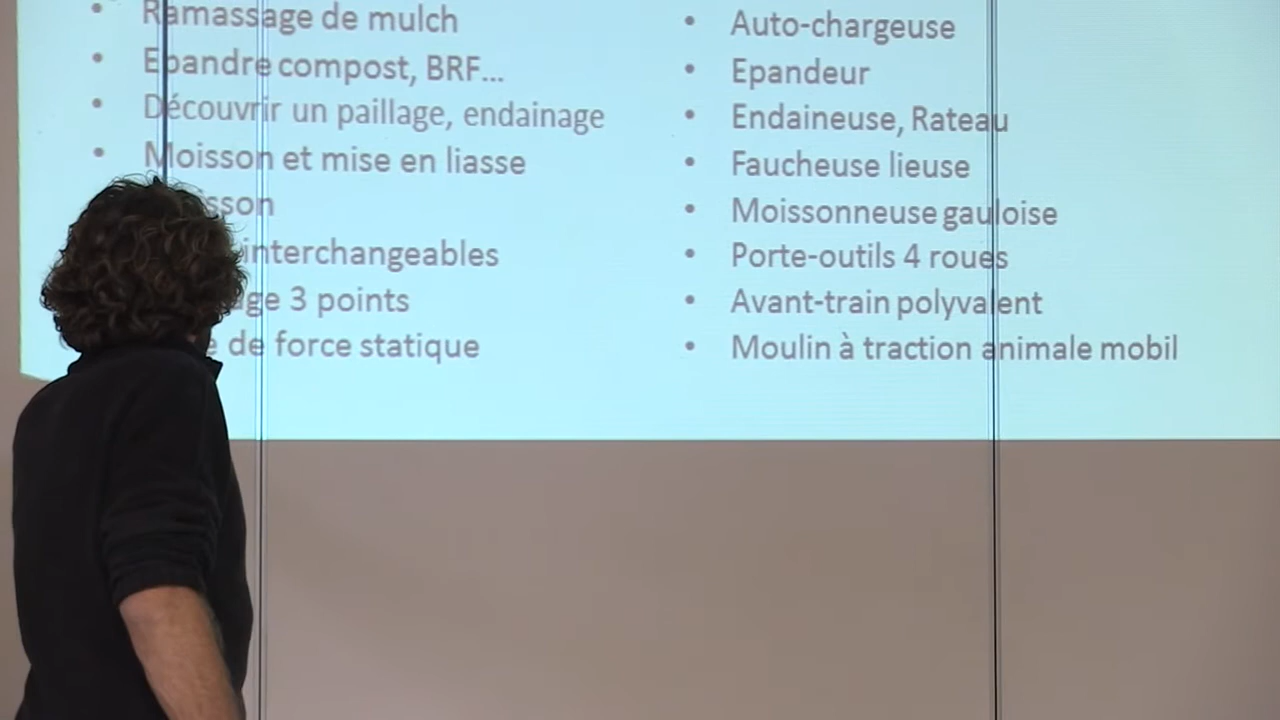 Ramassage de mulch
Epandre compost, BRF...
Découvrir un paillage, endainage
Moisson et mise en liasse
interchangeables
3 points
de force statique
Auto-chargeuse
Epandeur
Endaineuse, Rateau
Faucheuse lieuse
Moissonneuse gauloise
Porte-outils 4 roues
Avant-train polyvalent
Moulin à traction animale mobil